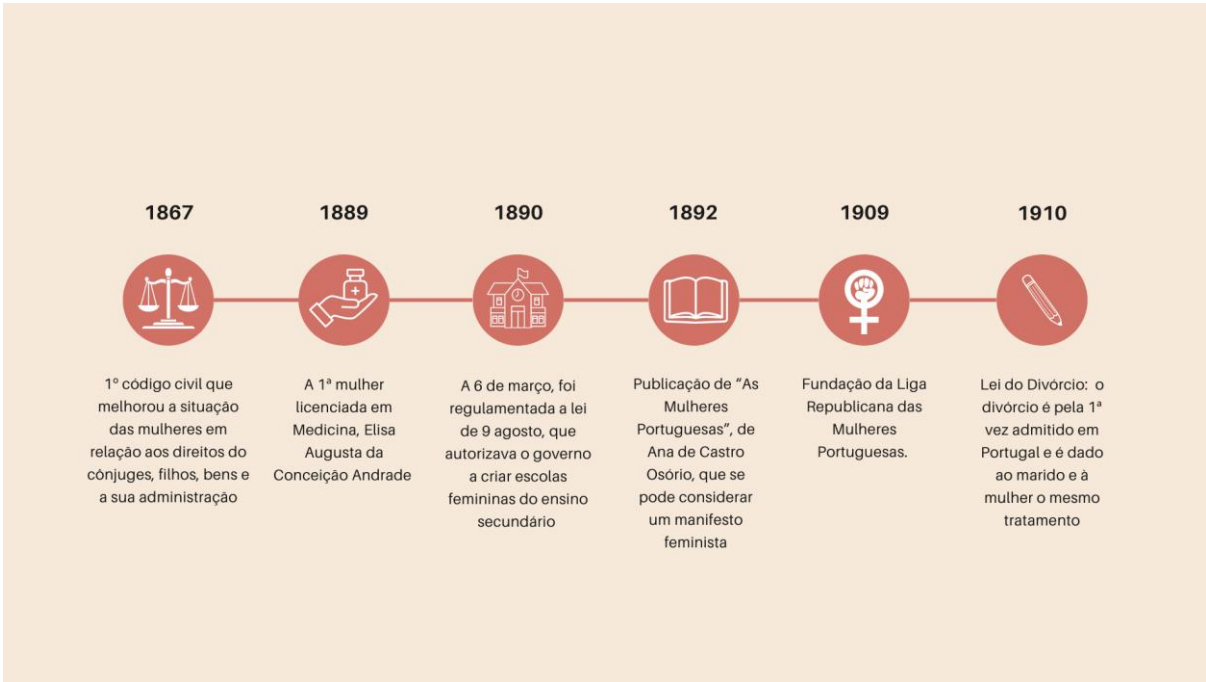 1867
1º código civil que
melhorou a situação
das mulheres em
relação aos direitos do
cônjuges, filhos, bens e
a sua administração
1889
A 1ª mulher
licenciada em
Medicina, Elisa
Augusta da
Conceição Andrade
1890
A 6 de março, foi
regulamentada a lei
de 9 agosto, que
autorizava o governo
a criar escolas
femininas do ensino
secundário
1892
Publicação de “As
Mulheres
Portuguesas”, de
Ana de Castro
Osório, que se
pode considerar
um manifesto
feminista
1909
Fundação da Liga
Republicana das
Mulheres
Portuguesas.
1910
Lei do Divórcio: o
divórcio é pela 1ª
vez admitido em
Portugal e é dado
ao marido e à
mulher o mesmo
tratamento